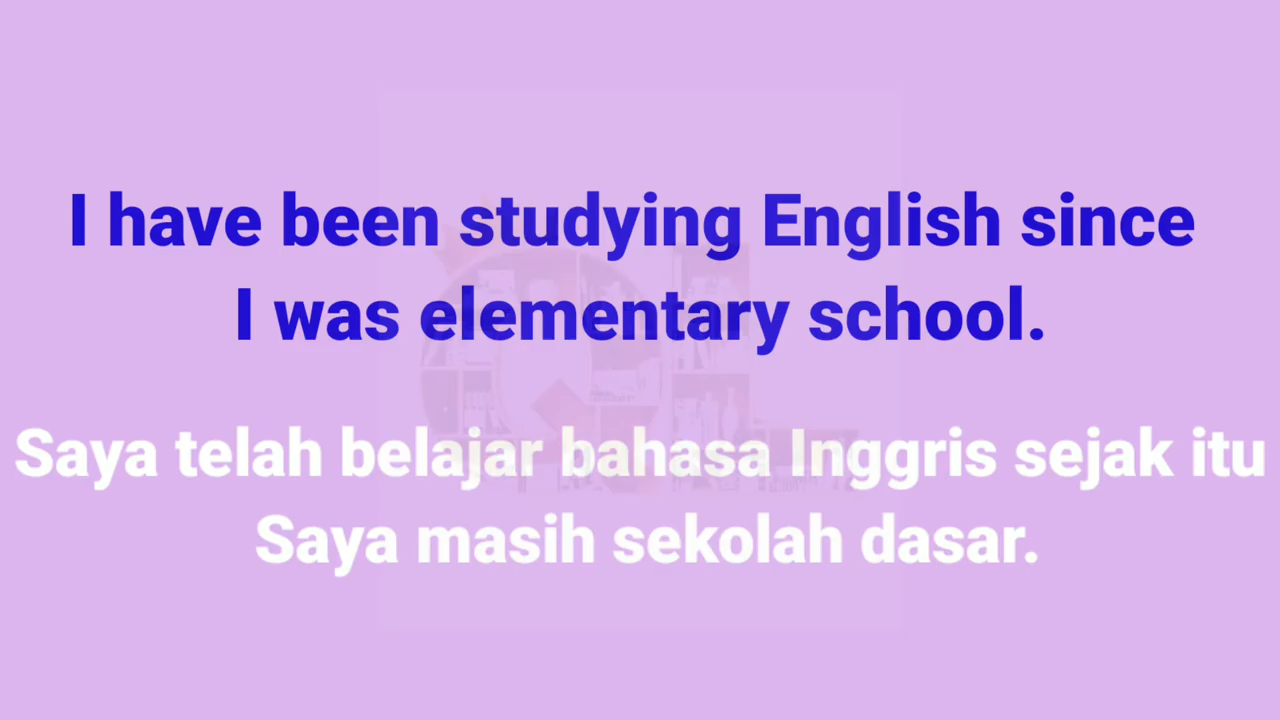 I have been studying English since
I was elementary school.
Saya telah belajar bahasa Inggris sejak itu
Saya masih sekolah dasar.